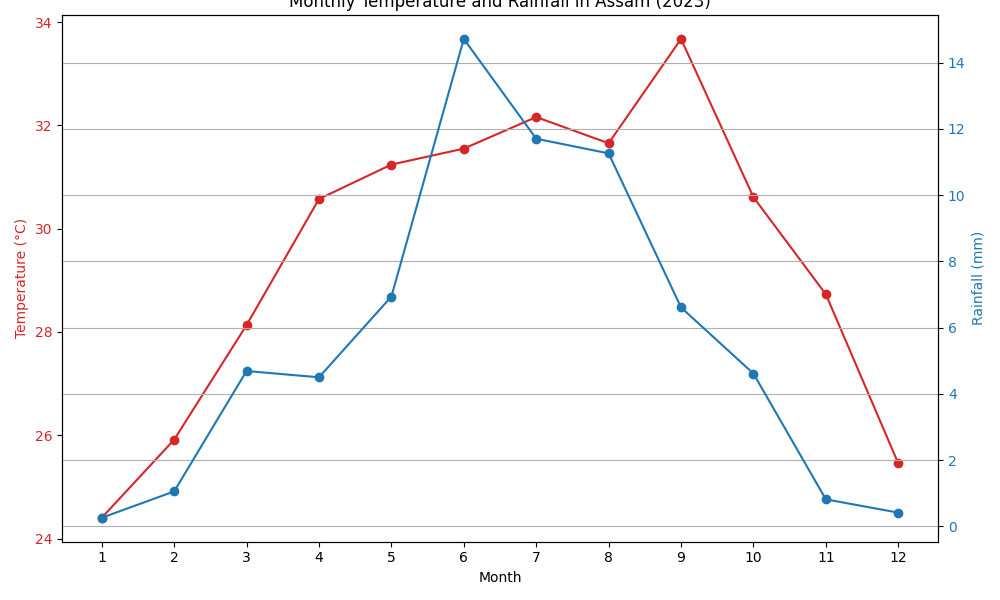 Monthly Temperature and Rainfall in Assam (2023)
34
32
30
28
26
24
Temperature (°C)
14
12
10
8
6
4
2
0
Rainfall (mm)
1 2 3 4 5 6 7 8 9 10 11 12
Month